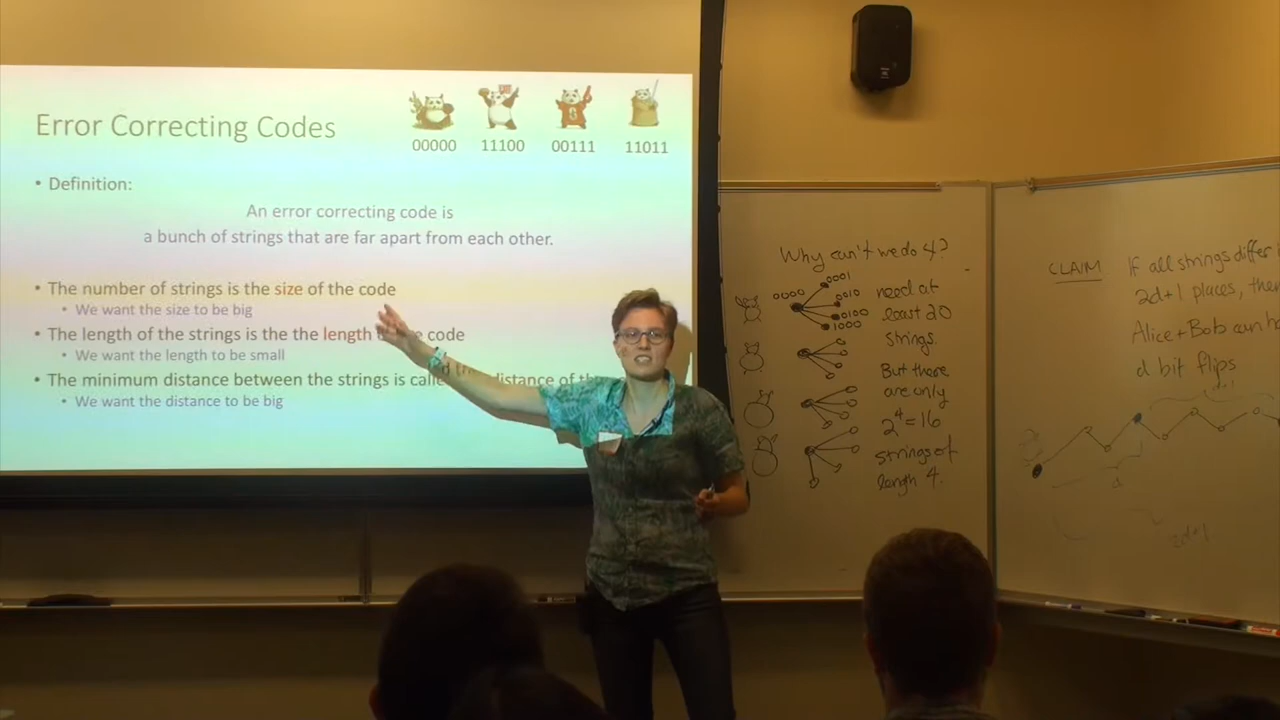 Error Correcting Codes
00000 11100 00111 11011
• Definition:
An error correcting code is
a bunch of strings that are far apart from each other.
• The number of strings is the size of the code
• We want the size to be big
• The length of the strings is the the length code
• We want the length to be small
• The minimum distance between the strings is distance of
• We want the distance to be big
Why can't we do 4?
0000
0001
0010
0100
1000
need at
least 20
strings.
But there
are only
2⁴=16
strings of
length 4.
CLAIM
If all strings differ
2d+1 places, then
Alice+Bob can
d bit flips
d
2d+1